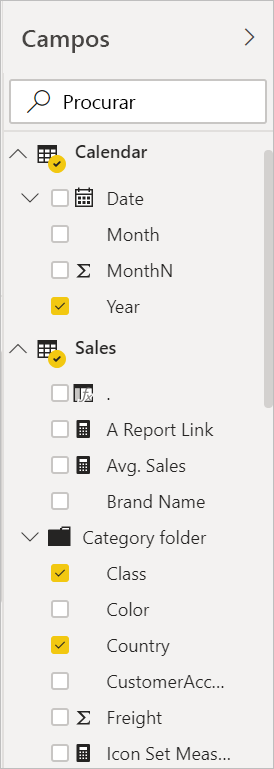 Campos
Procurar
Calendar
Date
Month
Σ MonthN
Year
Sales
.
A Report Link
Avg. Sales
Brand Name
Category folder
Class
Color
Country
CustomerAcc...
Σ Freight
Icon Set Meas...